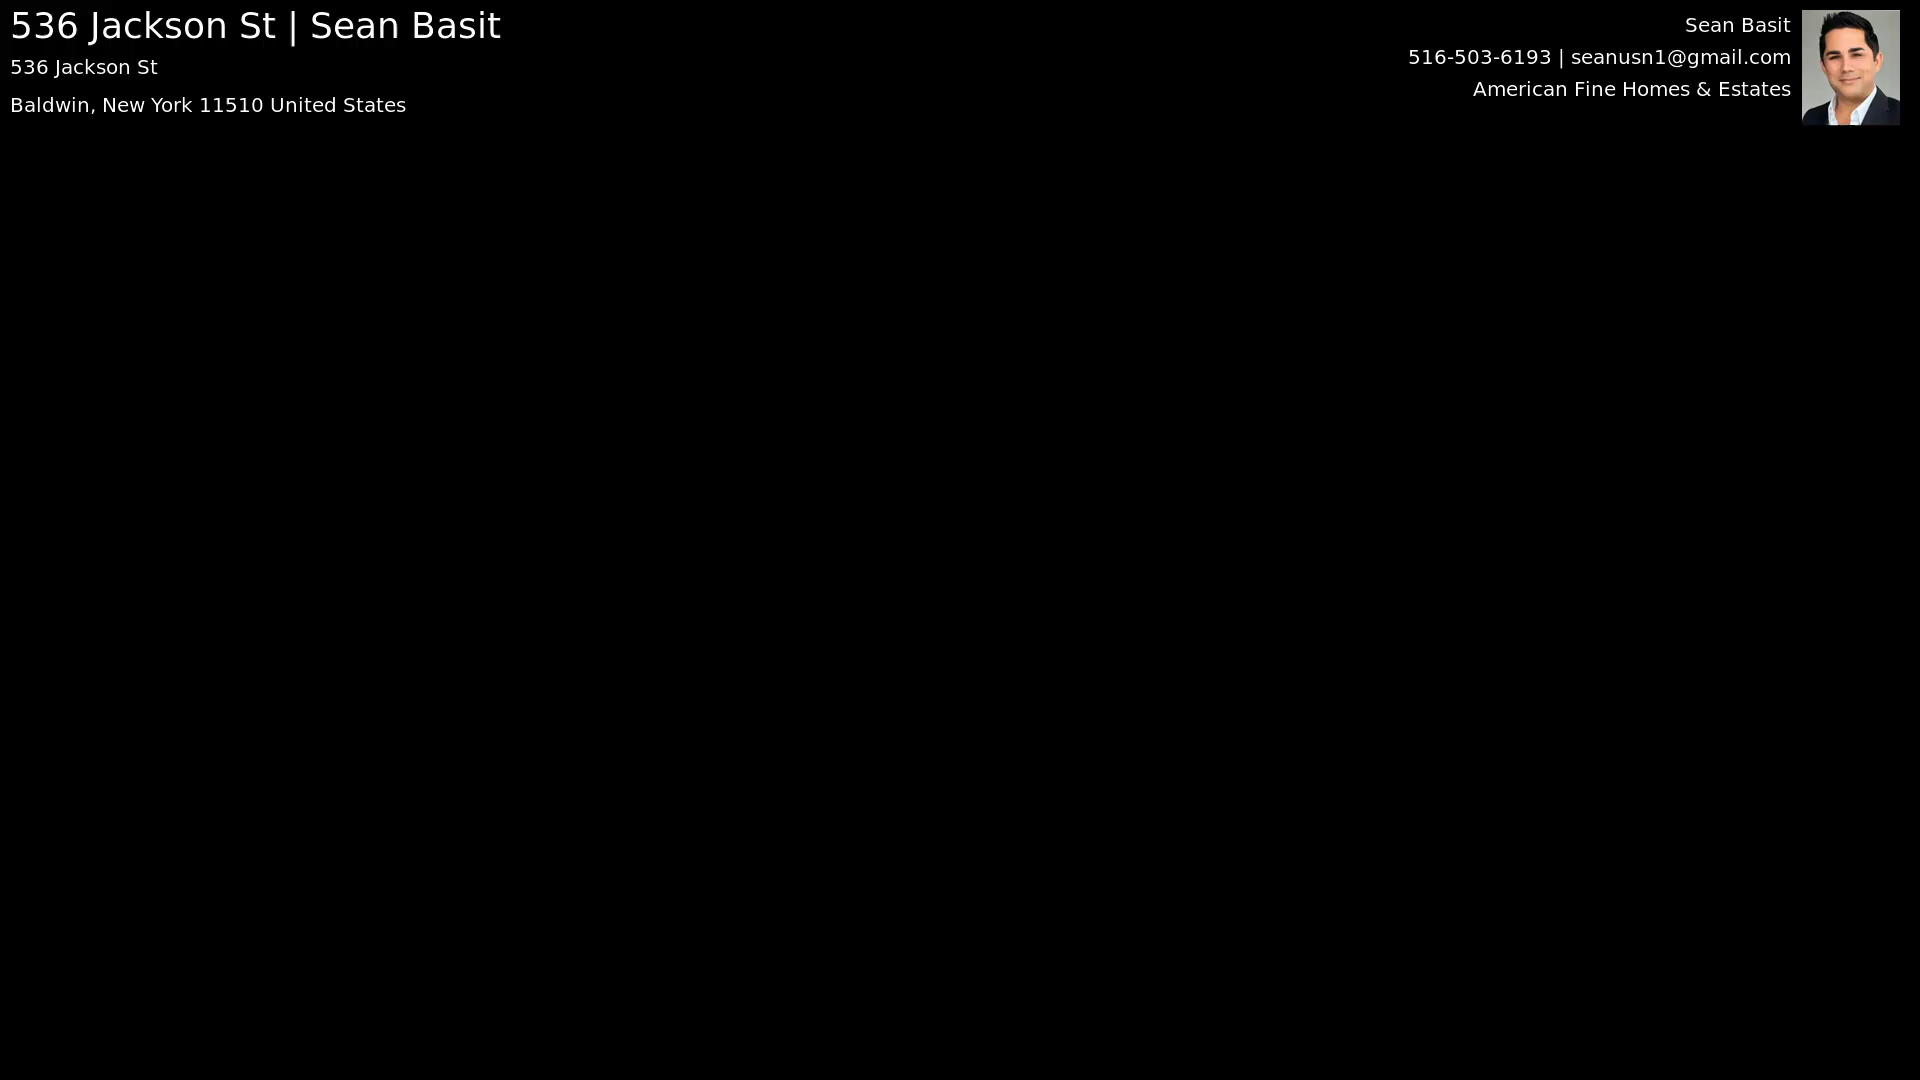 536 Jackson St | Sean Basit
536 Jackson St
Baldwin, New York 11510 United States
Sean Basit
516-503-6193 | seanusn1@gmail.com
American Fine Homes & Estates